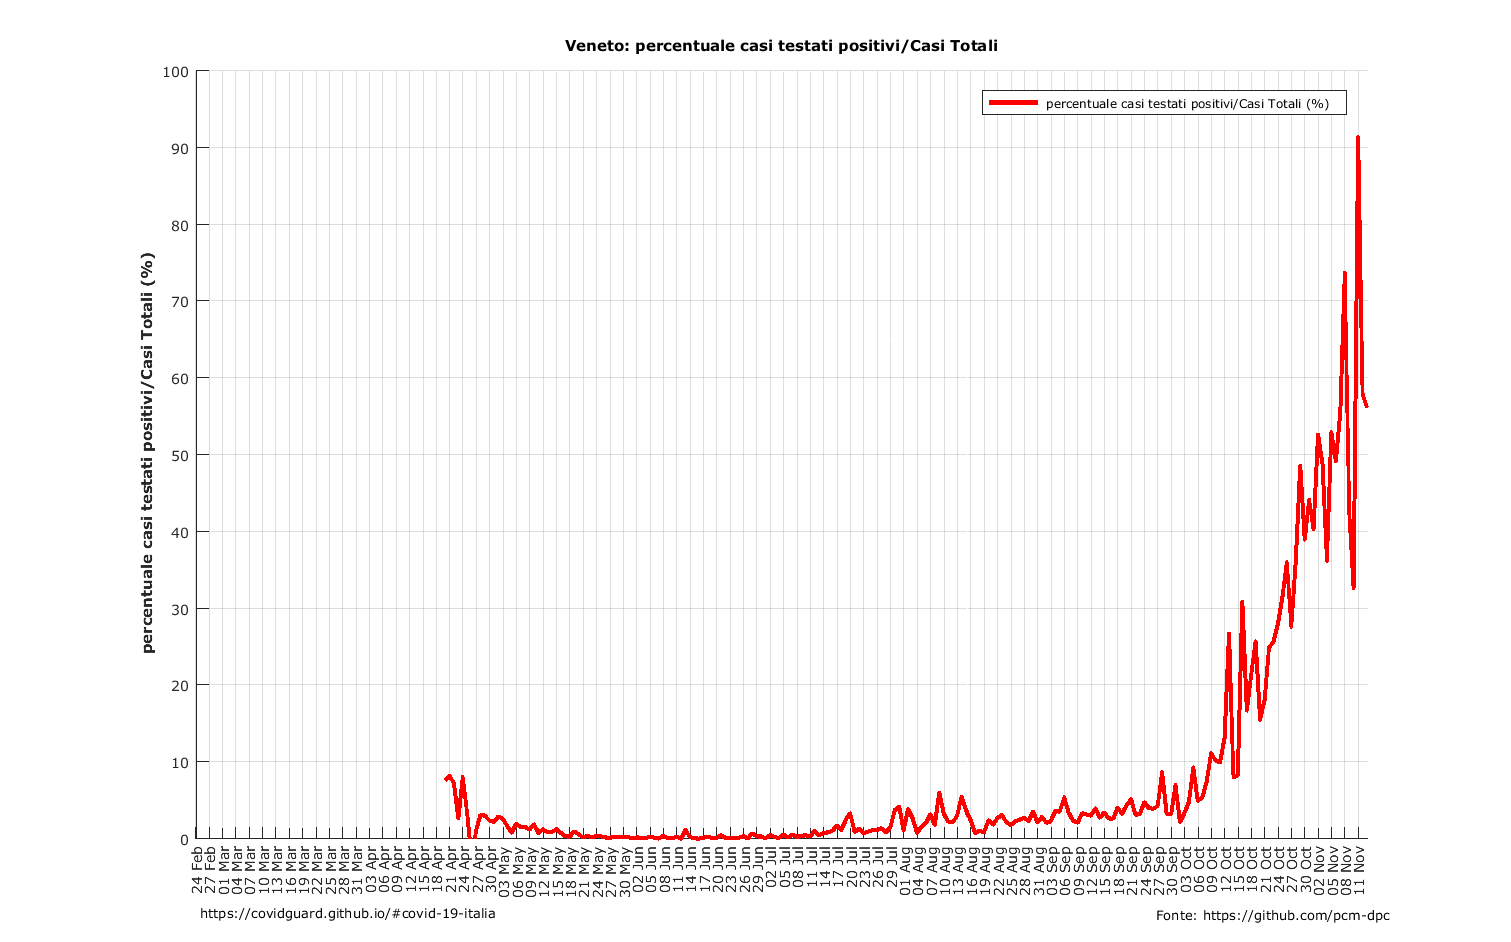 Veneto: percentuale casi testati positivi/Casi Totali
percentuale casi testati positivi/Casi Totali (%)
percentuale casi testati positivi/Casi Totali (%)
100
90
80
70
60
50
40
30
20
10
0
24 Feb
27 Feb
01 Mar
04 Mar
07 Mar
10 Mar
13 Mar
16 Mar
19 Mar
22 Mar
25 Mar
28 Mar
31 Mar
03 Apr
06 Apr
09 Apr
12 Apr
15 Apr
18 Apr
21 Apr
24 Apr
27 Apr
30 Apr
03 May
06 May
09 May
12 May
15 May
18 May
21 May
24 May
27 May
30 May
02 Jun
05 Jun
08 Jun
11 Jun
14 Jun
17 Jun
20 Jun
23 Jun
26 Jun
29 Jun
02 Jul
05 Jul
08 Jul
11 Jul
14 Jul
17 Jul
20 Jul
23 Jul
26 Jul
29 Jul
01 Aug
04 Aug
07 Aug
10 Aug
13 Aug
16 Aug
19 Aug
22 Aug
25 Aug
28 Aug
31 Aug
03 Sep
06 Sep
09 Sep
12 Sep
15 Sep
18 Sep
21 Sep
24 Sep
27 Sep
30 Sep
03 Oct
06 Oct
09 Oct
12 Oct
15 Oct
18 Oct
21 Oct
24 Oct
27 Oct
30 Oct
02 Nov
05 Nov
08 Nov
11 Nov
https://covidguard.github.io/#covid-19-italia
Fonte: https://github.com/pcm-dpc